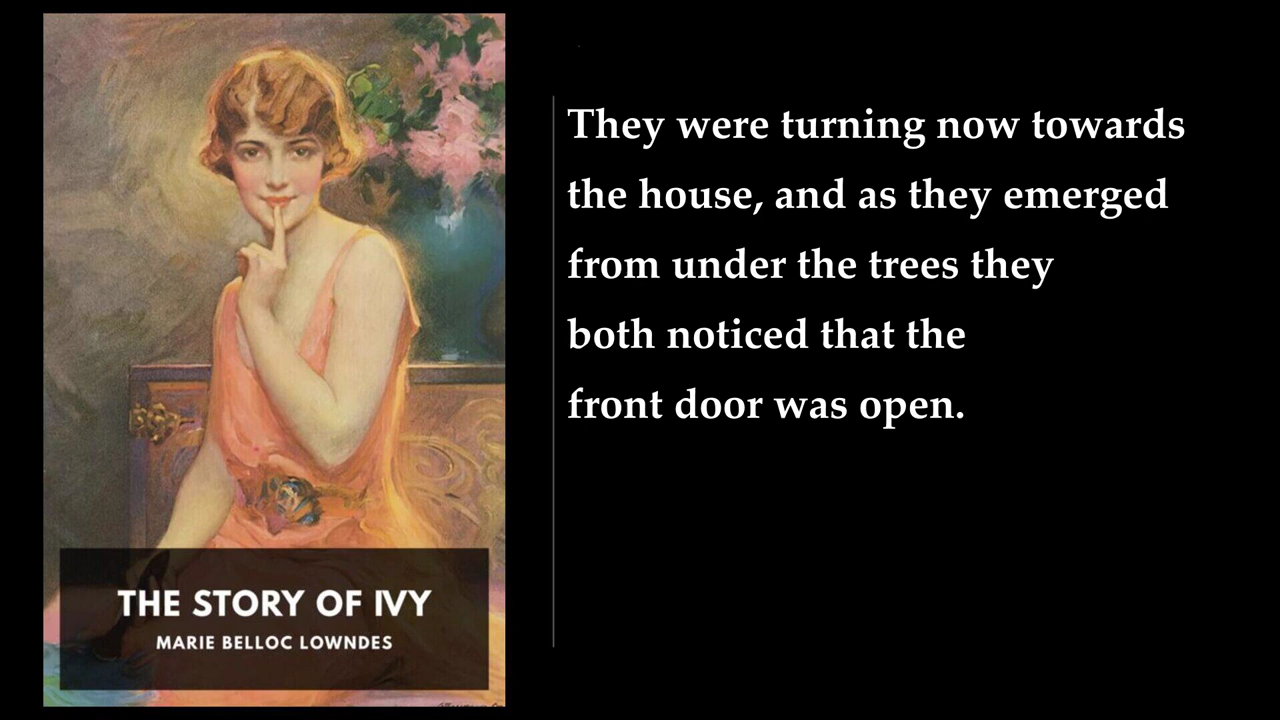 THE STORY OF IVY
MARIE BELLOC LOWNDES
They were turning now towards
the house, and as they emerged
from under the trees they
both noticed that the
front door was open.